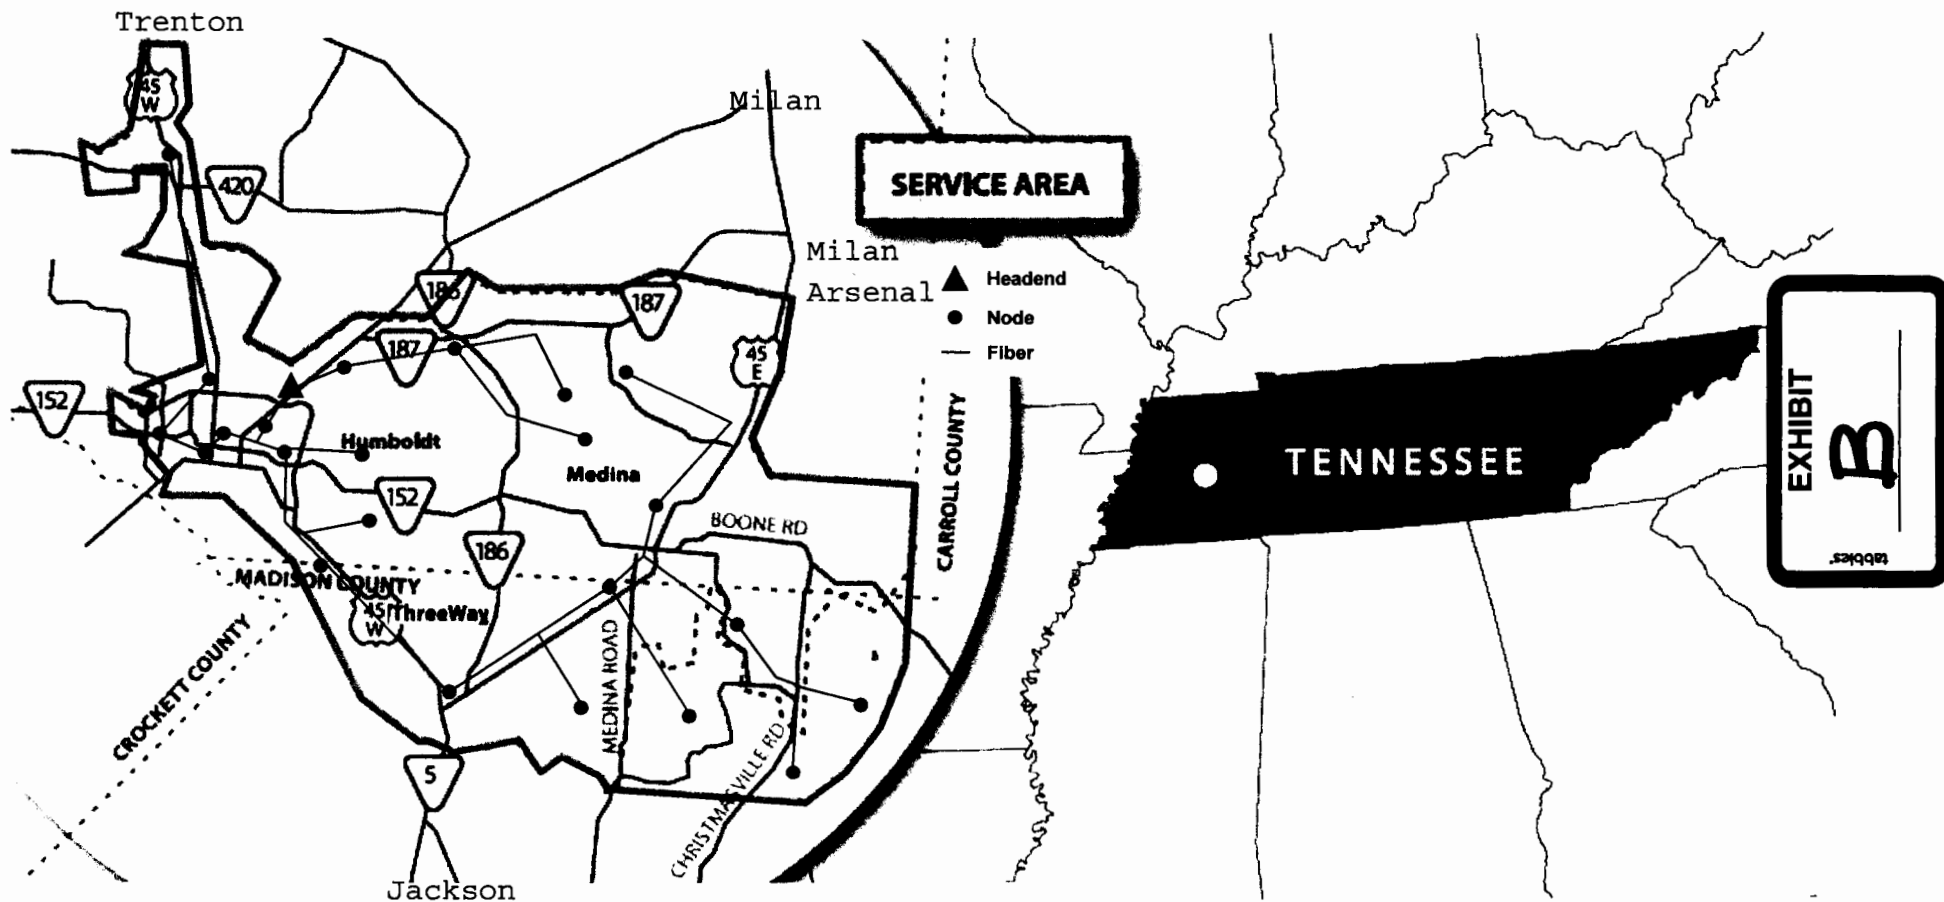 Trenton
45
W
420
Milan
SERVICE AREA
Milan
Arsenal
Headend
Node
Fiber
186
187
187
45
E
152
Humboldt
Medina
152
BOONE RD
186
CARROLL COUNTY
MADISON COUNTY
45
W
ThreeWay
CROCKETT COUNTY
MEDINA ROAD
CHRISTMASVILLE RD
5
Jackson
TENNESSEE
EXHIBIT
B
tabbies'